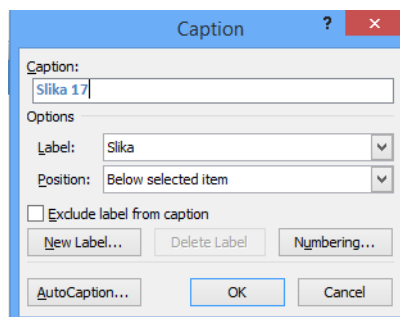 Caption ? ×
Caption:
Slika 17
Options
Label: Slika
Position: Below selected item
Exclude label from caption
New Label... Delete Label Numbering...
AutoCaption... OK Cancel